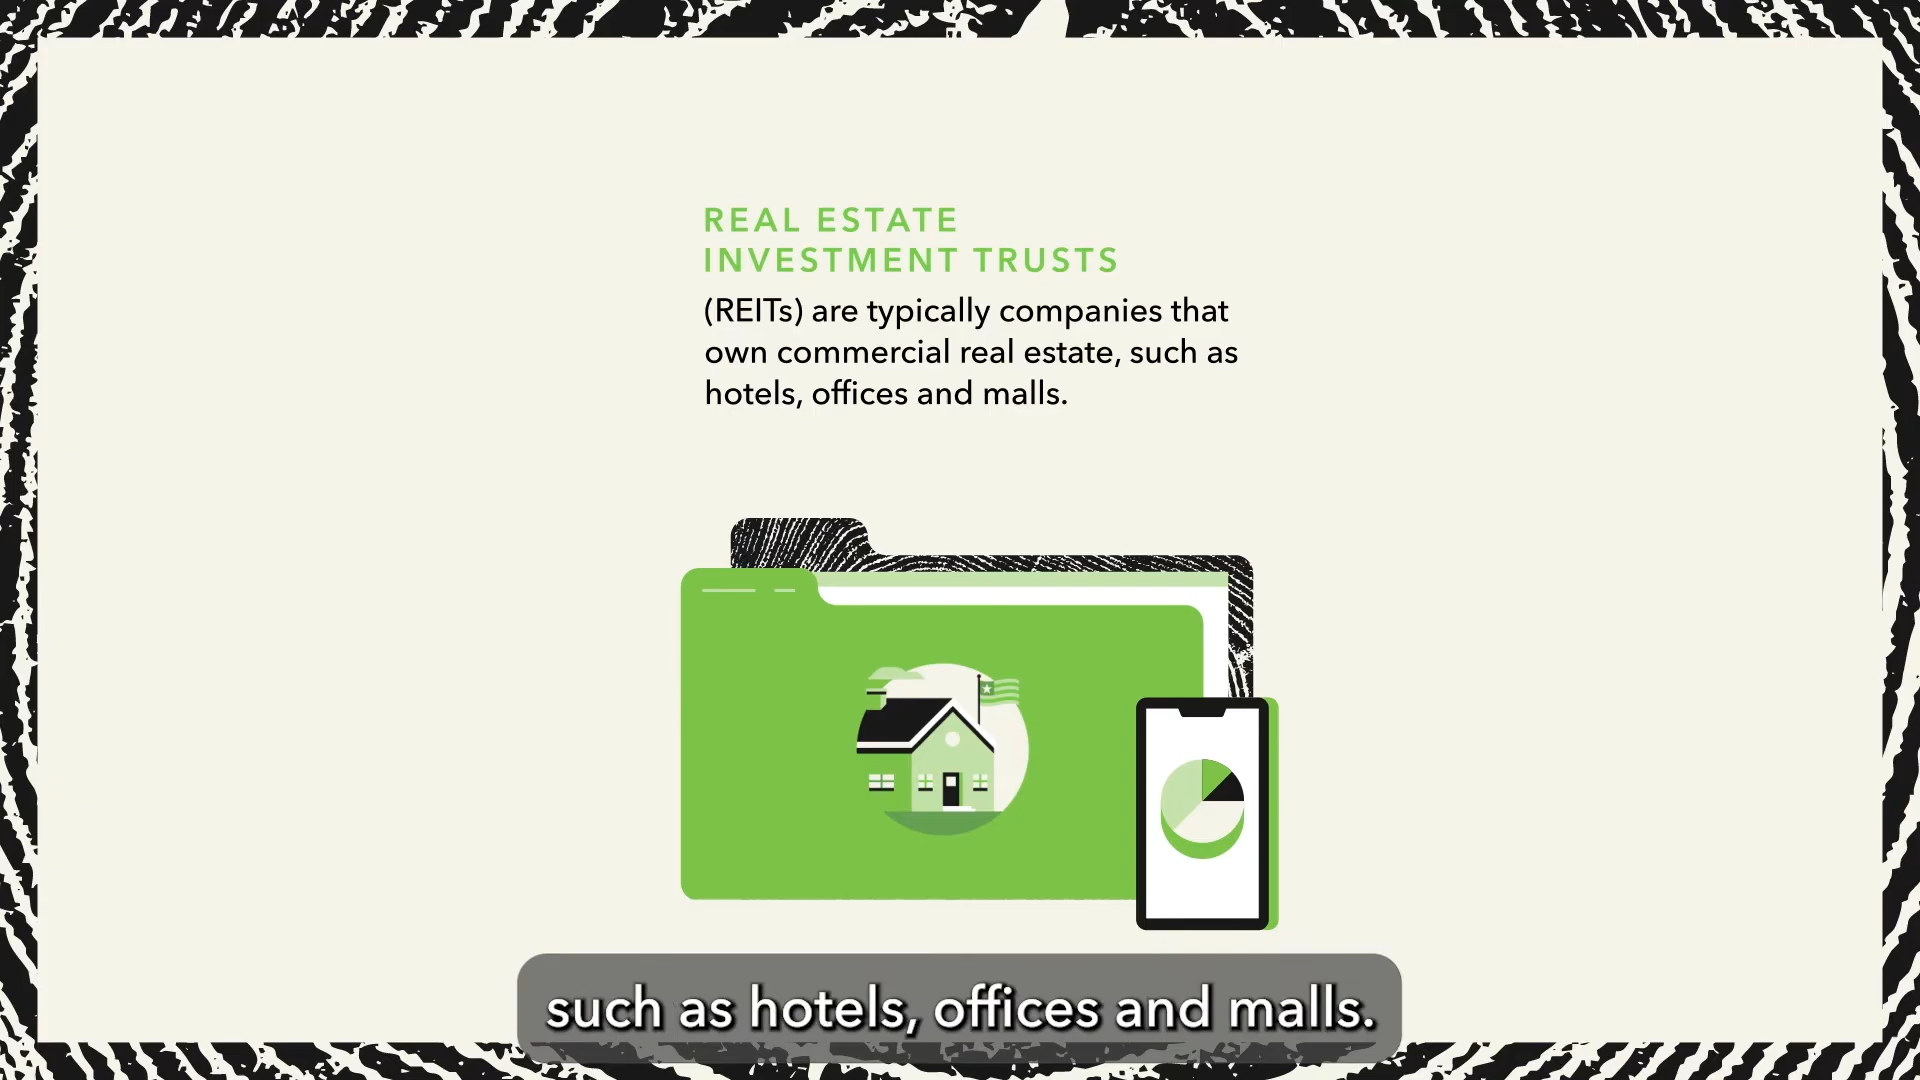 REAL ESTATE
INVESTMENT TRUSTS
(REITs) are typically companies that
own commercial real estate, such as
hotels, offices and malls.
such as hotels, offices and malls.